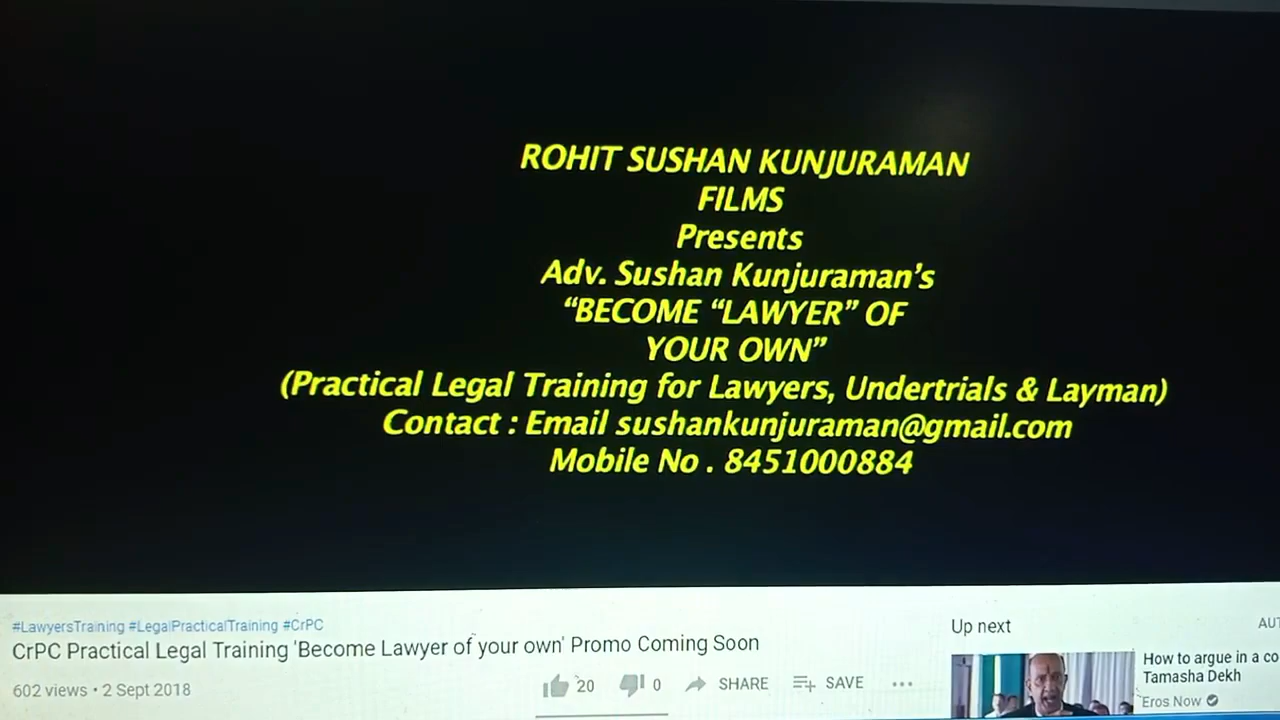 ROHIT SUSHAN KUNJURAMAN
FILMS
Presents
Adv. Sushan Kunjuraman's
“BECOME “LAWYER” OF
YOUR OWN”
(Practical Legal Training for Lawyers, Undertrials & Layman)
Contact : Email sushankunjuraman@gmail.com
Mobile No . 8451000884
#LawyersTraining #LegalPracticalTraining #CrPC
CrPC Practical Legal Training 'Become Lawyer of your own' Promo Coming Soon
602 views • 2 Sept 2018
20
0
SHARE
SAVE
Up next
How to argue in a co
Tamasha Dekh
Eros Now